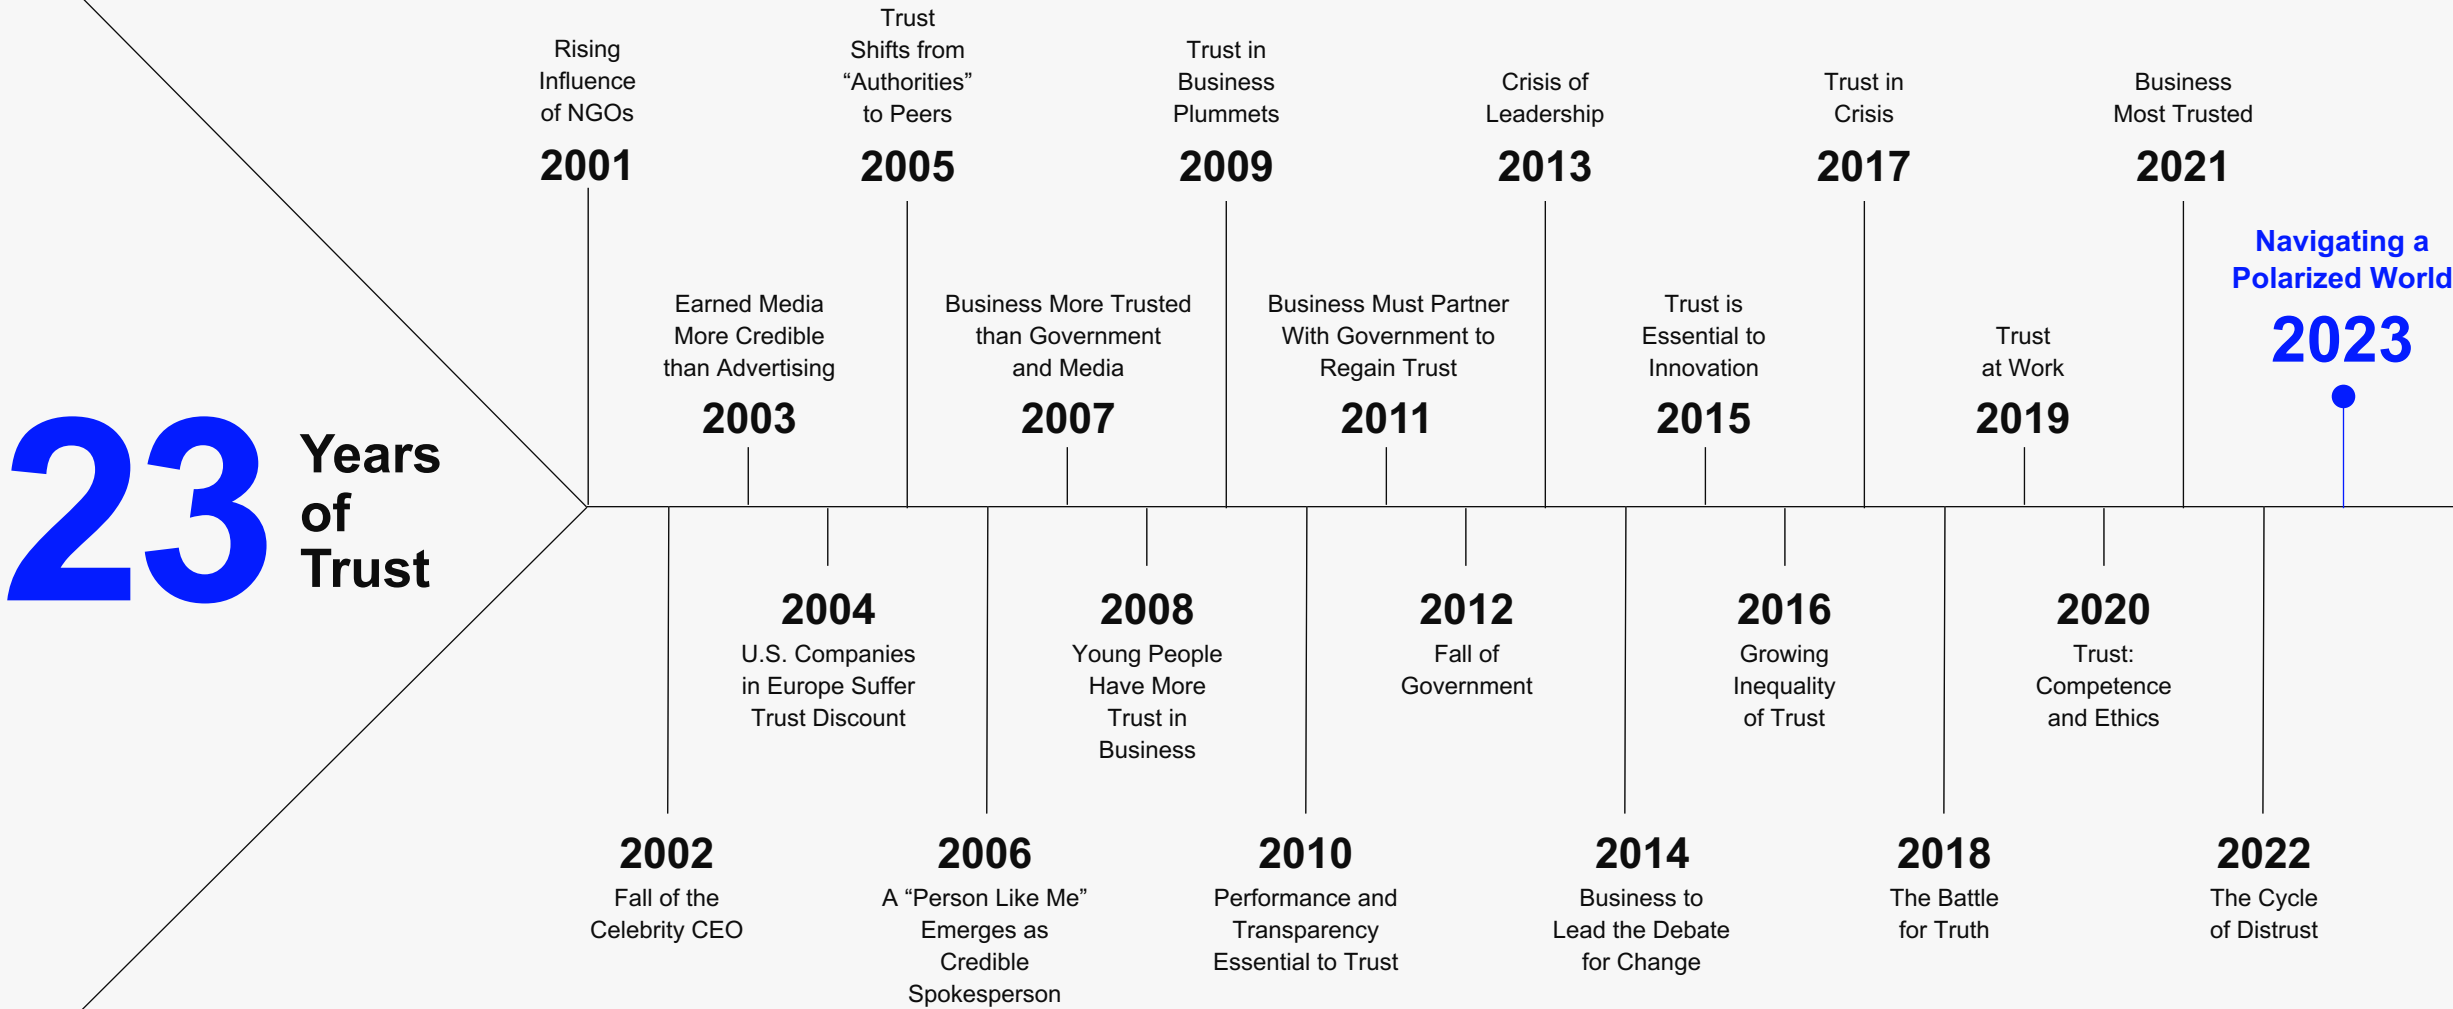 23
Years
of
Trust
Rising
Influence
of NGOs
2001
Fall of the
Celebrity CEO
2002
Earned Media
More Credible
than Advertising
2003
2004
U.S. Companies
in Europe Suffer
Trust Discount
Trust
Shifts from
“Authorities”
to Peers
2005
2006
A “Person Like Me”
Emerges as
Credible
Spokesperson
Business More Trusted
than Government
and Media
2007
2008
Young People
Have More
Trust in
Business
Trust in
Business
Plummets
2009
2010
Performance and
Transparency
Essential to Trust
Business Must Partner
With Government to
Regain Trust
2011
2012
Fall of
Government
Crisis of
Leadership
2013
2014
Business to
Lead the Debate
for Change
Trust is
Essential to
Innovation
2015
2016
Growing
Inequality
of Trust
Trust in
Crisis
2017
2018
The Battle
for Truth
Trust
at Work
2019
2020
Trust:
Competence
and Ethics
Business
Most Trusted
2021
2022
The Cycle
of Distrust
Navigating a
Polarized World
2023